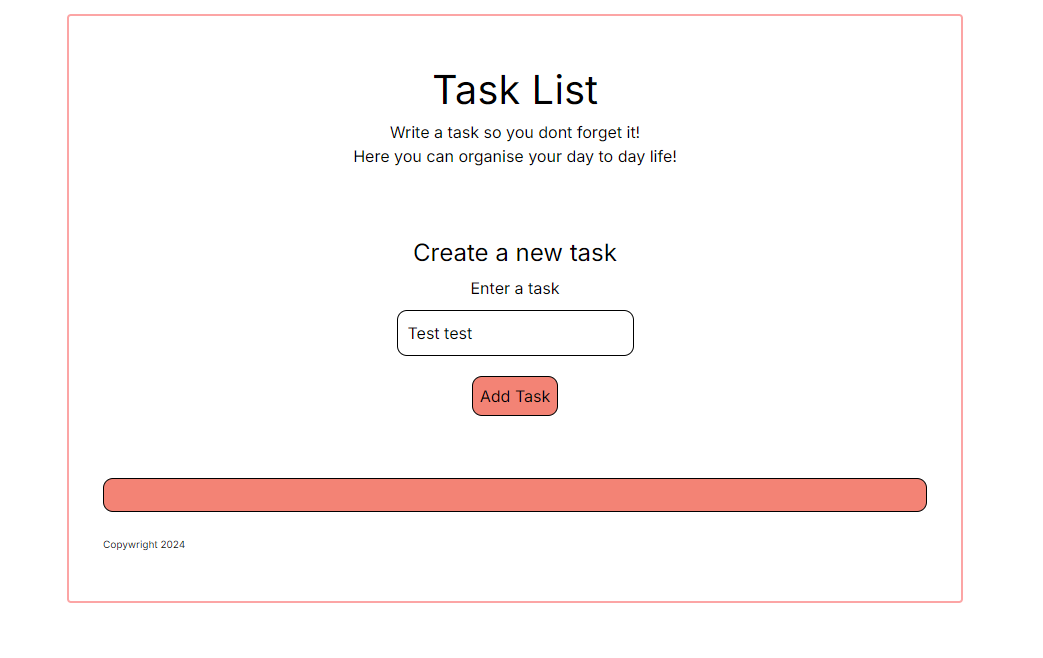 Task List
Write a task so you dont forget it!
Here you can organise your day to day life!
Create a new task
Enter a task
Test test
Add Task
Copywright 2024